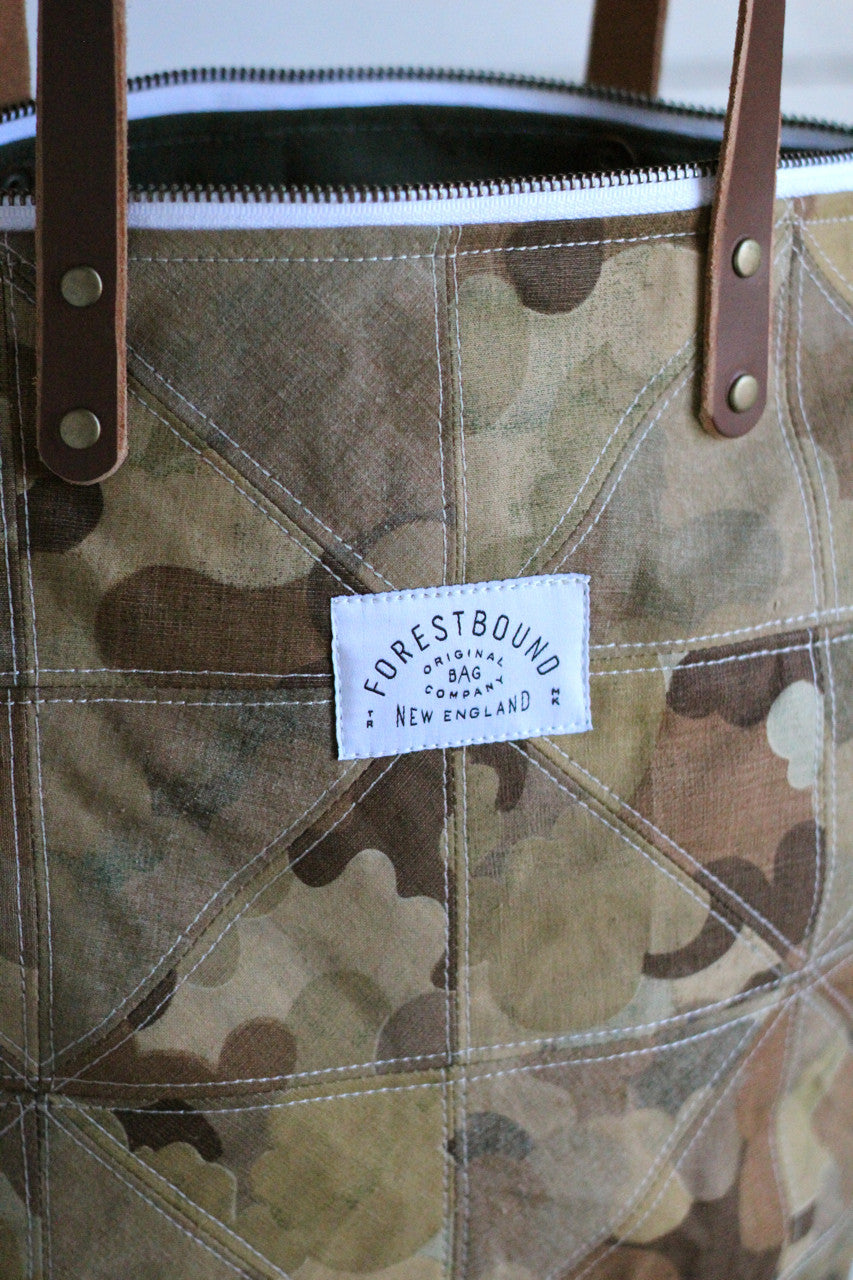 FORESTBOUND
ORIGINAL
BAG
COMPANY
TR MK
NEW ENGLAND